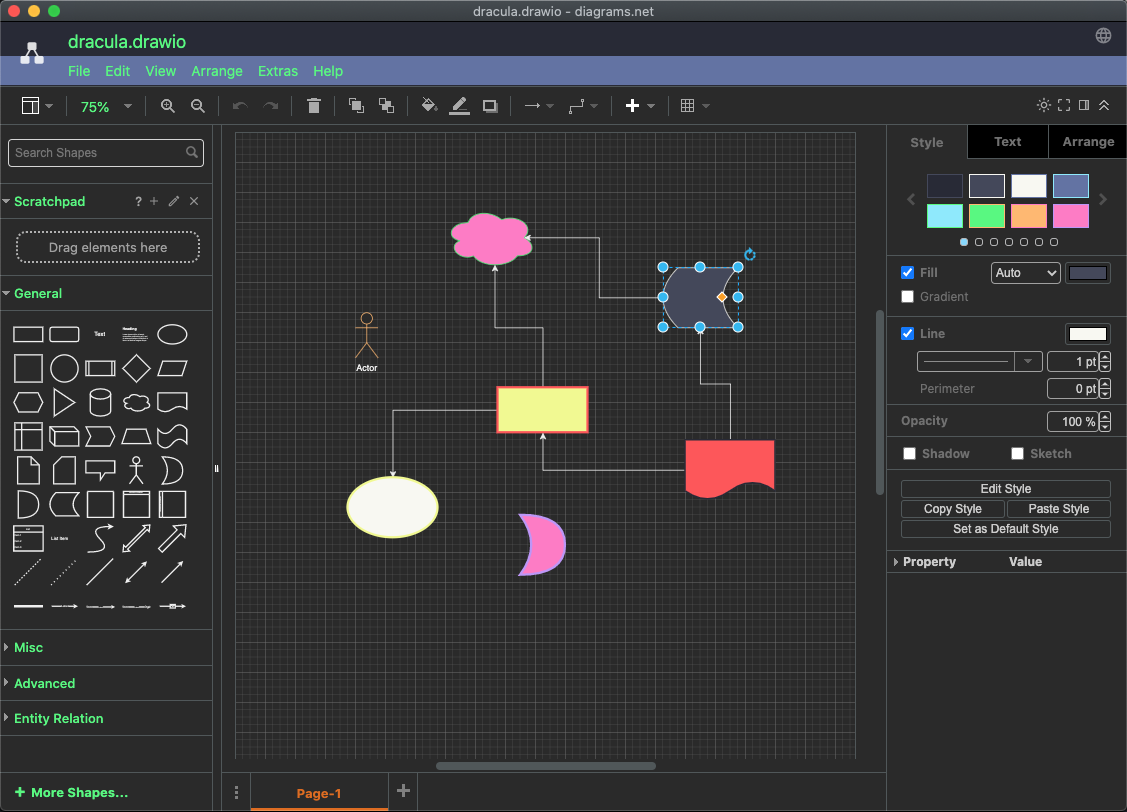 dracula.drawio - diagrams.net
dracula.drawio
File Edit View Arrange Extras Help
75%
Search Shapes
Scratchpad ?
Drag elements here
General
Text
Heading
List Item
Misc
Advanced
Entity Relation
+ More Shapes...
Actor
Page-1
Style Text Arrange
Fill Auto
Gradient
Line
1 pt
Perimeter 0 pt
Opacity 100 %
Shadow Sketch
Edit Style
Copy Style Paste Style
Set as Default Style
Property Value